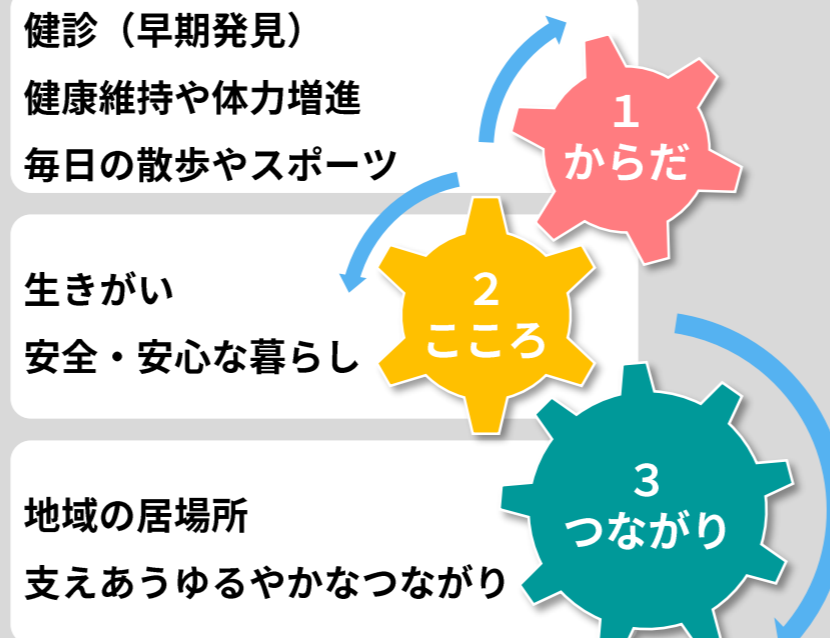 健診（早期発見）
健康維持や体力増進
毎日の散歩やスポーツ
1
からだ
生きがい
安全・安心な暮らし
2
こころ
地域の居場所
支えあうゆるやかなつながり
3
つながり